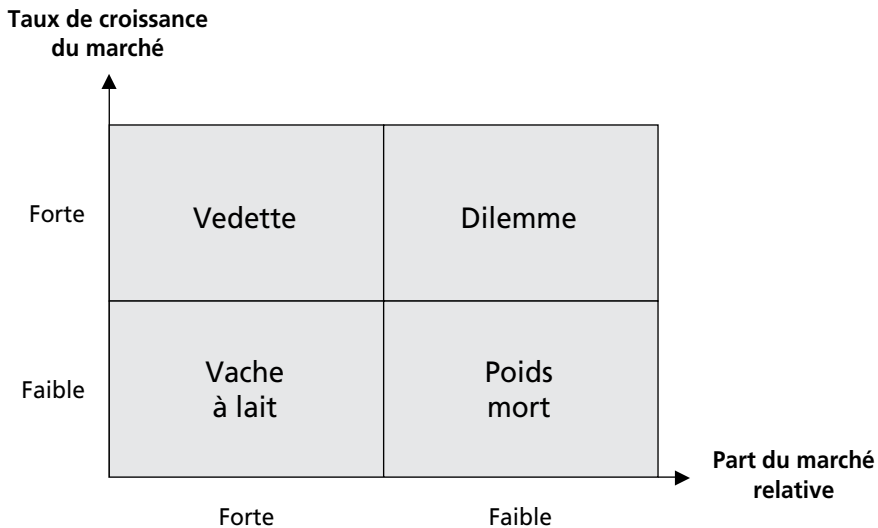 Taux de croissance
du marché
Forte
Vedette
Dilemme
Faible
Vache
à lait
Poids
mort
Part du marché
relative
Forte
Faible